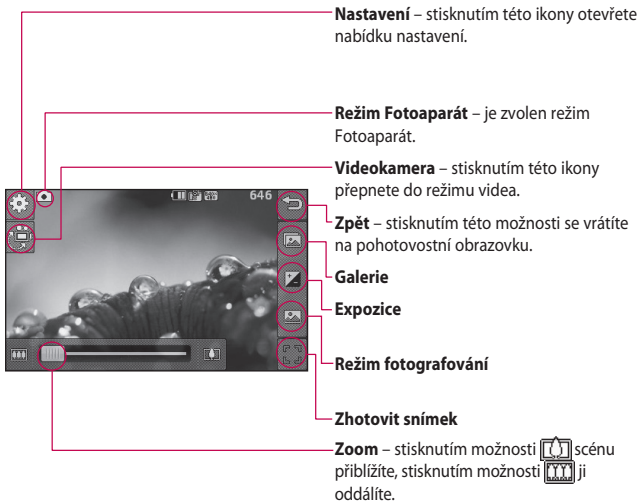 Nastavení – stisknutím této ikony otevřete
nabídku nastavení.
Režim Fotoaparát – je zvolen režim
Fotoaparát.
Videokamera – stisknutím této ikony
přepnete do režimu videa.
646
Zpět – stisknutím této možnosti se vrátíte
na pohotovostní obrazovku.
Galerie
Expozice
Režim fotografování
Zhotovit snímek
Zoom – stisknutím možnosti scénu
přiblížíte, stisknutím možnosti ji
oddálíte.